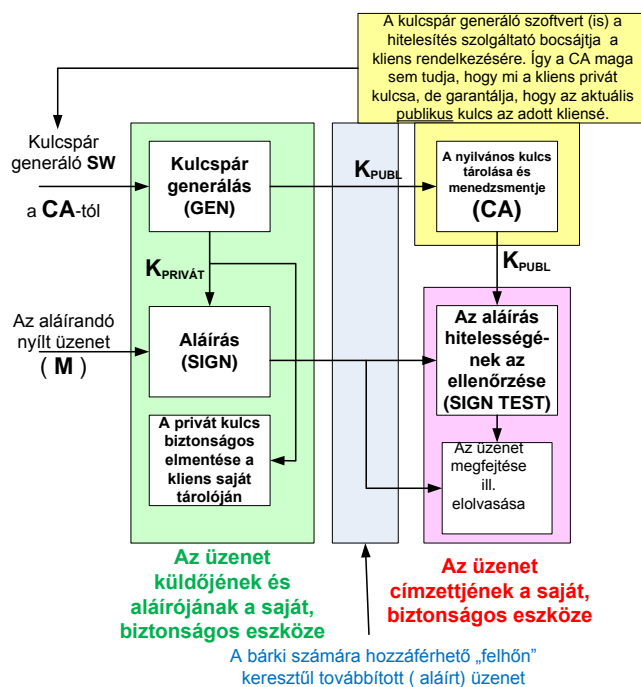 A kulcspár generáló szoftvert (is) a
hitelesítés szolgáltató bocsájtja a
kliens rendelkezésére. Így a CA maga
sem tudja, hogy mi a kliens privát
kulcsa, de garantálja, hogy az aktuális
publikus kulcs az adott kliensé.
Kulcspár
generáló SW
a CA-tól
Kulcspár
generálás
(GEN)
K PUBL
A nyilvános kulcs
tárolása és
menedzsmentje
(CA)
K PRIVÁT
K PUBL
Az aláírandó
nyílt üzenet
( M )
Aláírás
(SIGN)
Az aláírás
hitelességé-
nek az
ellenőrzése
(SIGN TEST)
A privát kulcs
biztonságos
elmentése a
kliens saját
tárolóján
Az üzenet
megfejtése
ill.
elolvasása
Az üzenet
küldőjének és
aláírójának a saját,
biztonságos eszköze
Az üzenet
címzettjének a saját,
biztonságos eszköze
A bárki számára hozzáférhető „felhőn”
keresztül továbbított ( aláírt) üzenet